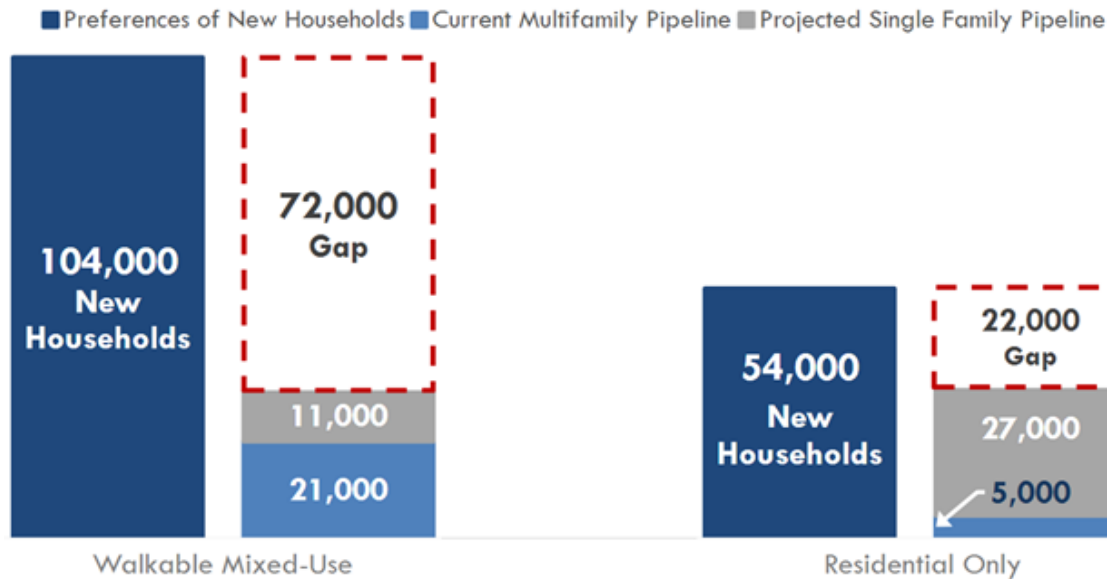 Preferences of New Households Current Multifamily Pipeline Projected Single Family Pipeline
104,000
New
Households
72,000
Gap
11,000
21,000
54,000
New
Households
22,000
Gap
27,000
5,000
Walkable Mixed-Use
Residential Only